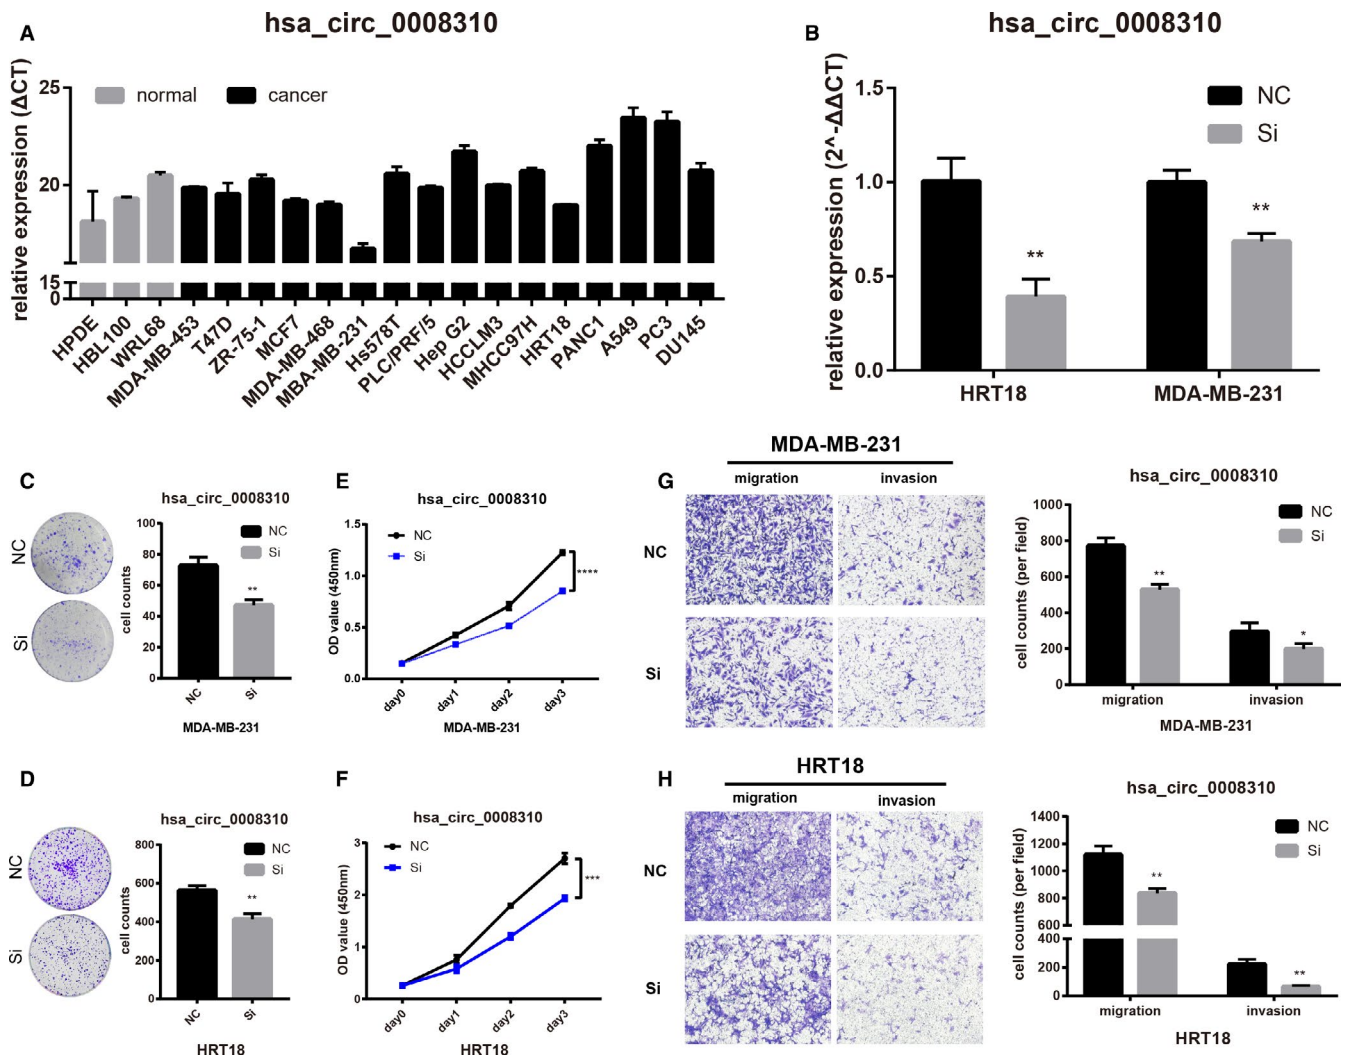 A
hsa_circ_0008310
relative expression (ΔCT)
25
20
15
0
normal
cancer
HPDE
HBL100
WRL68
MDA-MB-453
T47D
ZR-75-1
MCF7
MDA-MB-468
MBA-MB-231
Hs578T
PLC/PRF/5
Hep G2
HCCLM3
MHCC97H
HRT18
PANC1
A549
PC3
DU145
B
hsa_circ_0008310
relative expression (2^-ΔΔCT)
1.5
1.0
0.5
0.0
NC
Si
**
**
HRT18
MDA-MB-231
C
NC
Si
hsa_circ_0008310
cell counts
100
80
60
40
20
0
NC
Si
**
NC
Si
MDA-MB-231
E
hsa_circ_0008310
OD value (450nm)
1.5
1.0
0.5
0.0
NC
Si
****
day0
day1
day2
day3
MDA-MB-231
G
MDA-MB-231
migration
invasion
NC
Si
hsa_circ_0008310
cell counts (per field)
1000
800
600
400
200
0
NC
Si
**
*
migration
invasion
MDA-MB-231
D
NC
Si
hsa_circ_0008310
cell counts
800
600
400
200
0
NC
Si
**
NC
Si
HRT18
F
hsa_circ_0008310
OD value (450nm)
3
2
1
0
NC
Si
***
day0
day1
day2
day3
HRT18
H
HRT18
migration
invasion
NC
Si
hsa_circ_0008310
cell counts (per field)
1400
1200
1000
800
600
400
200
0
NC
Si
**
**
migration
invasion
HRT18